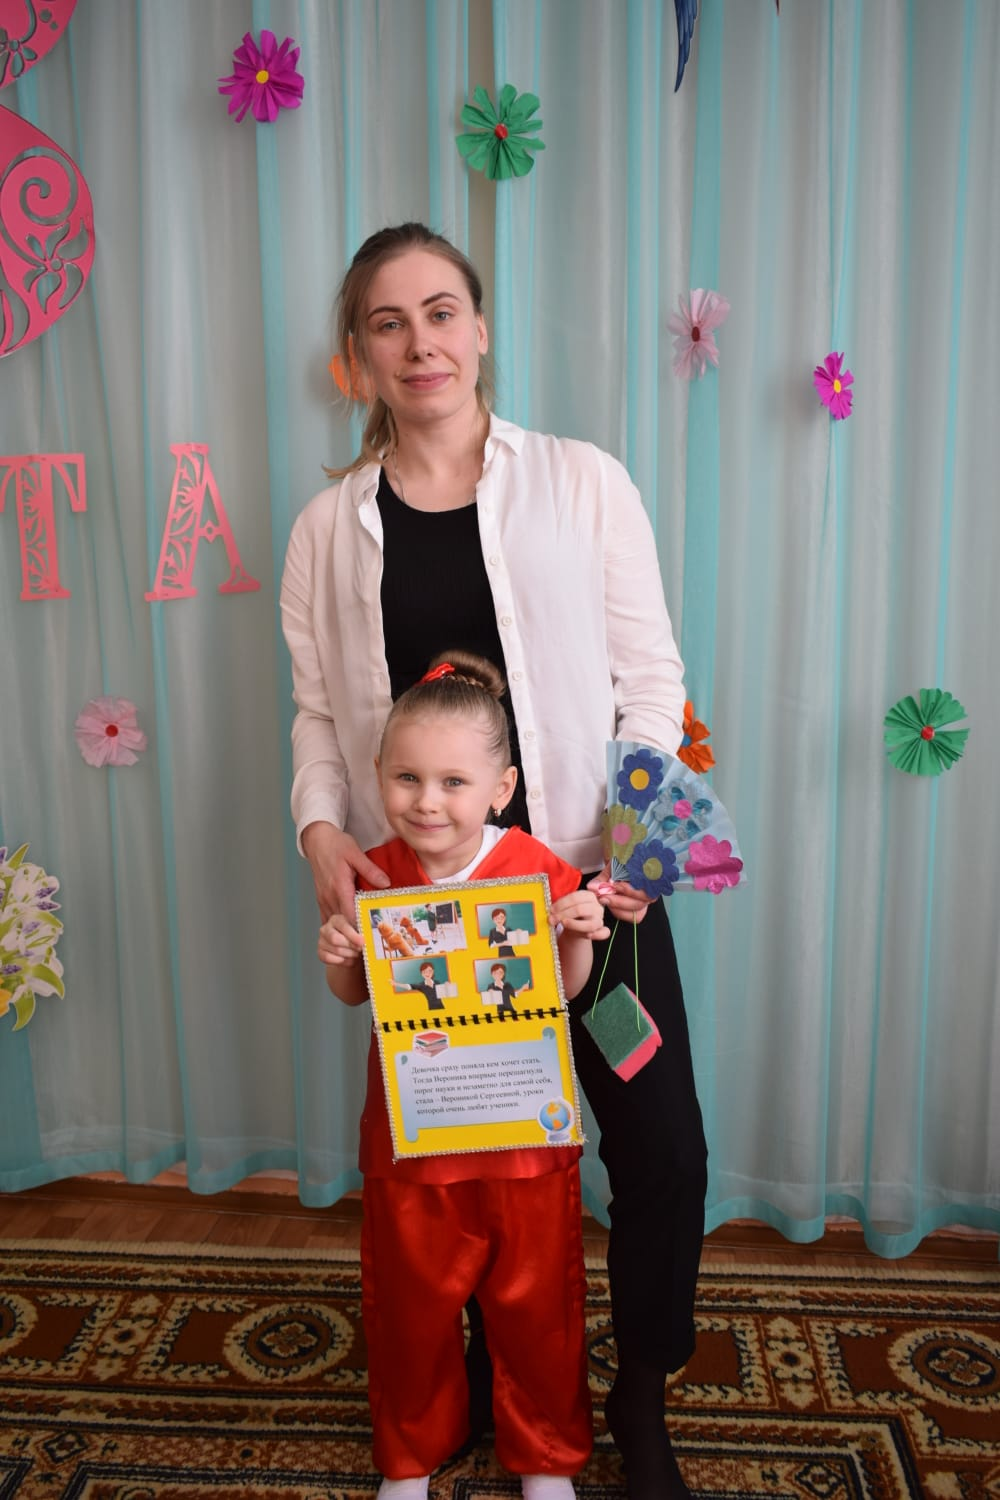 8
ТА
Девочка сразу поняла кем хочет стать.
Тогда Вероника впервые перешагнула
порог науки и незаметно для самой себя,
стала – Вероникой Сергеевной, уроки
которой очень любят ученики.